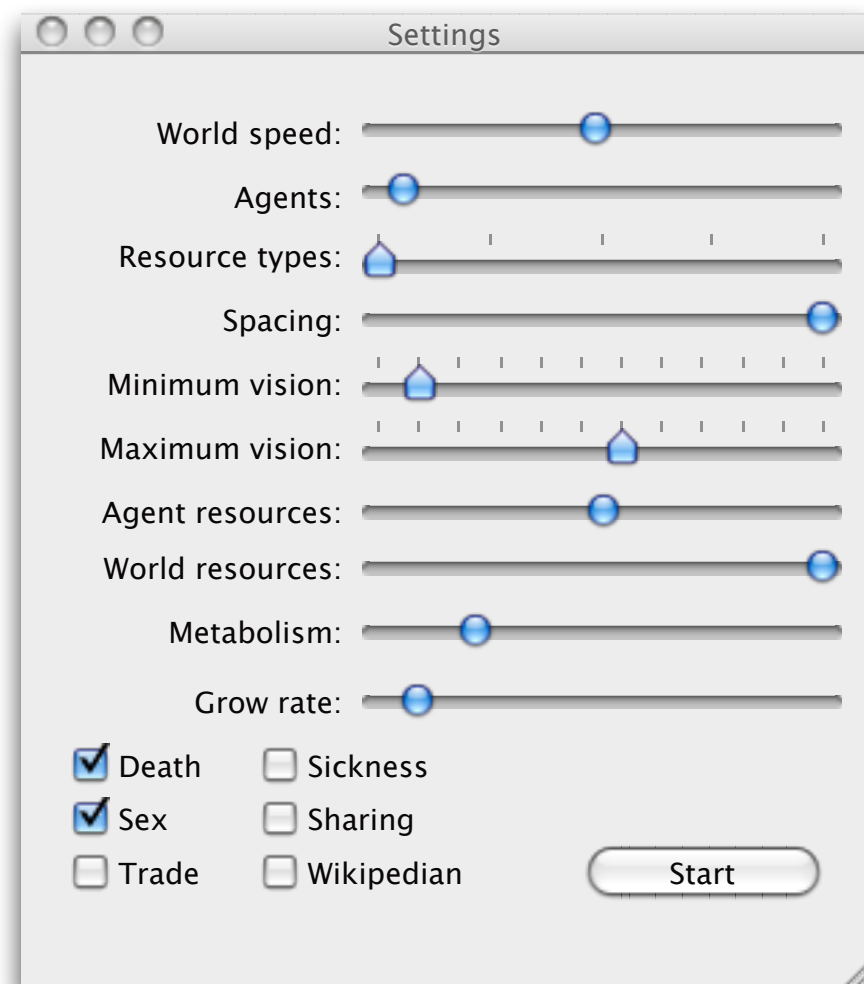 Settings
World speed:
Agents:
Resource types:
Spacing:
Minimum vision:
Maximum vision:
Agent resources:
World resources:
Metabolism:
Grow rate:
Death Sickness
Sex Sharing
Trade Wikipedian Start